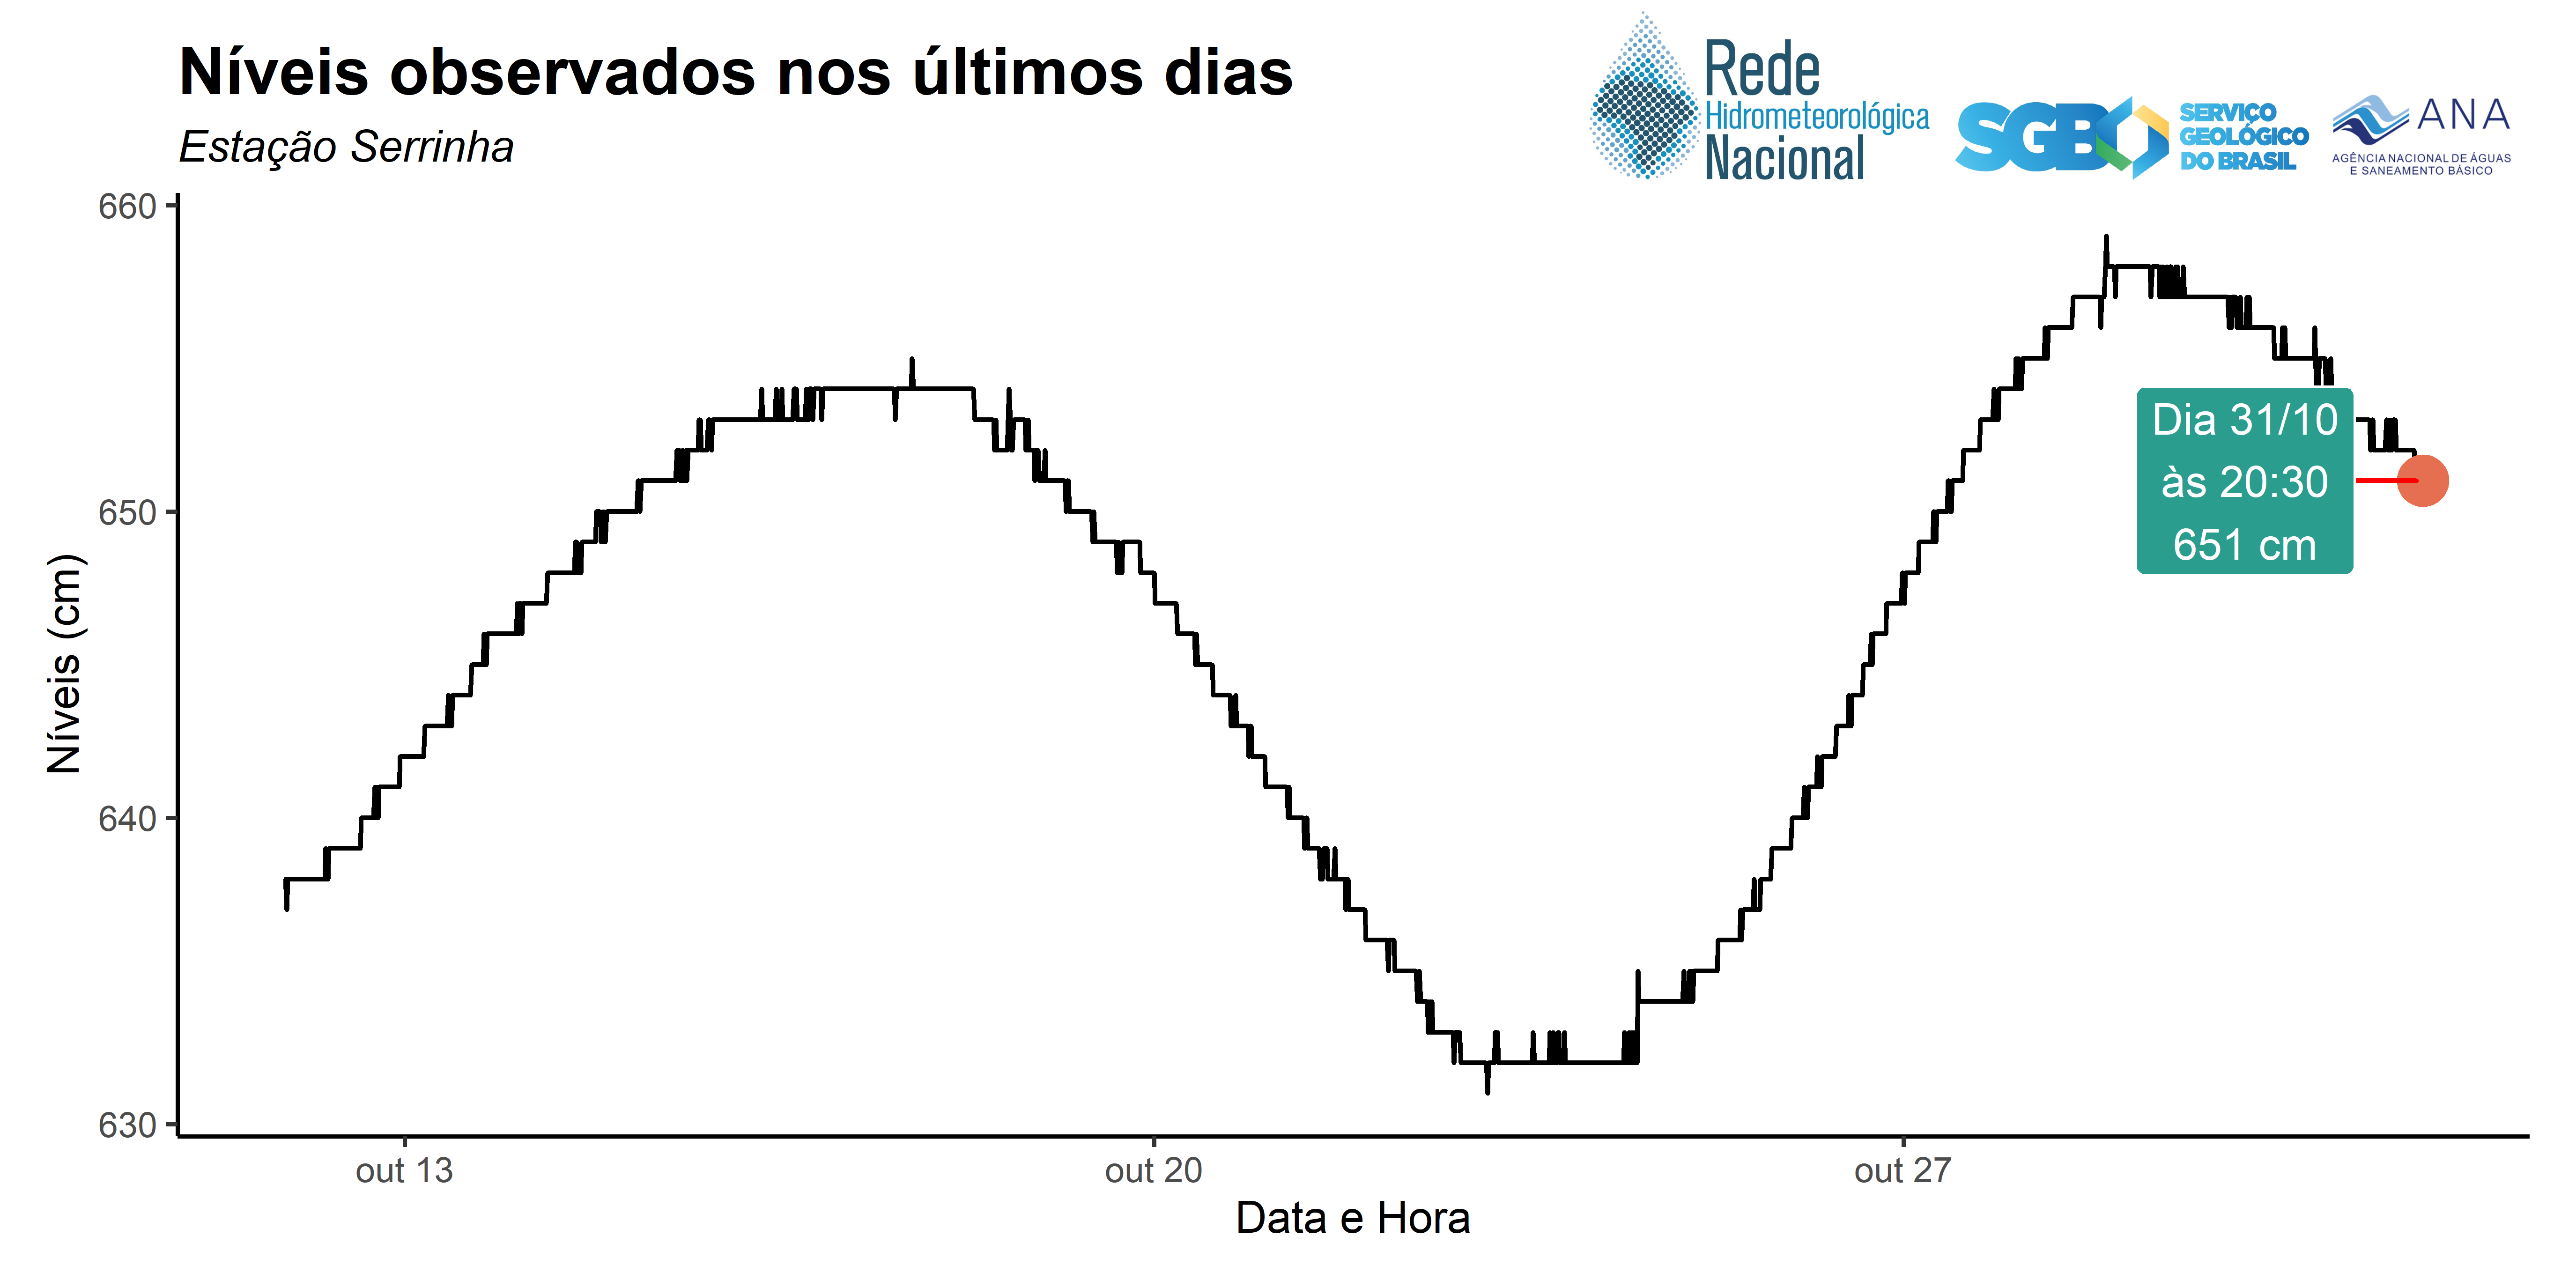 Níveis observados nos últimos dias
Estação Serrinha
Rede
Hidrometeorológica
Nacional
SGB
SERVIÇO
GEOLÓGICO
DO BRASIL
ANA
AGÊNCIA NACIONAL DE ÁGUAS
E SANEAMENTO BÁSICO
Níveis (cm)
660
650
640
630
Dia 31/10
às 20:30
651 cm
out 13
out 20
out 27
Data e Hora